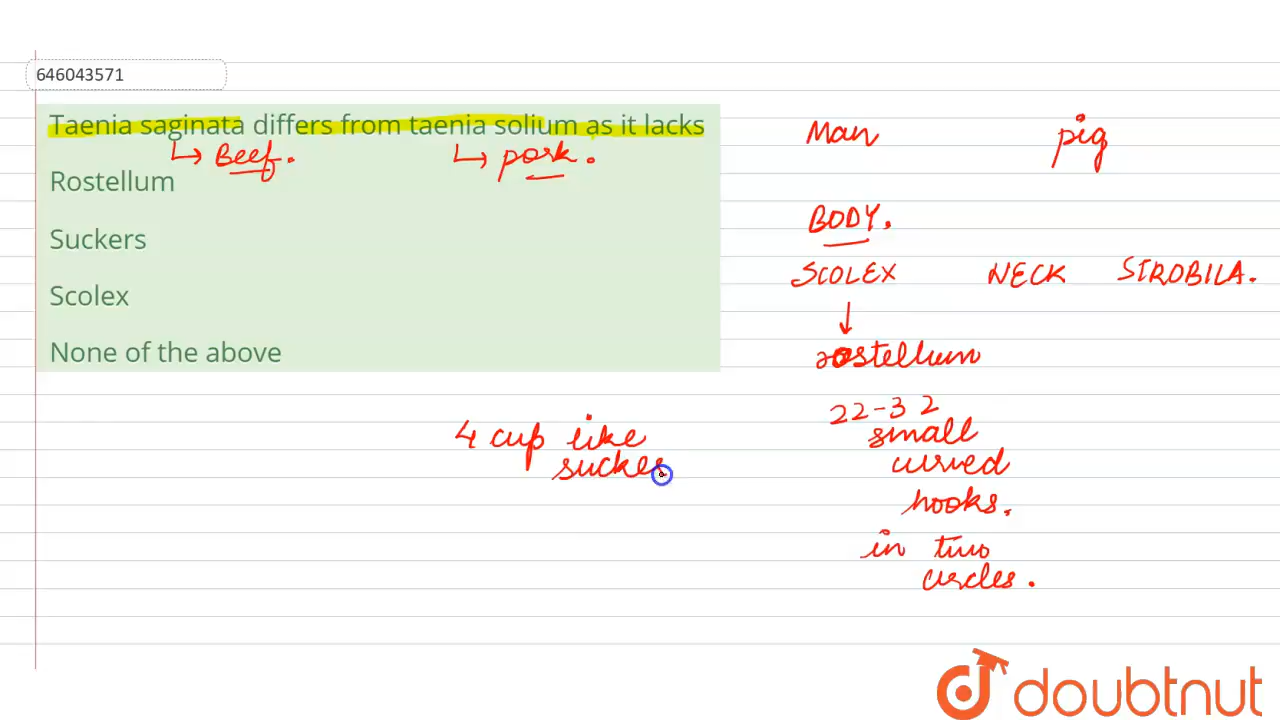 646043571
Taenia saginata differs from taenia solium as it lacks
↳ Beef. ↳ pork.
Rostellum
Suckers
Scolex
None of the above
Man pig
BODY.
SCOLEX NECK STROBILA.
↓
rostellum
22-32
small
curved
hooks.
in two
circles.
4 cup like
sucker
doubtnut